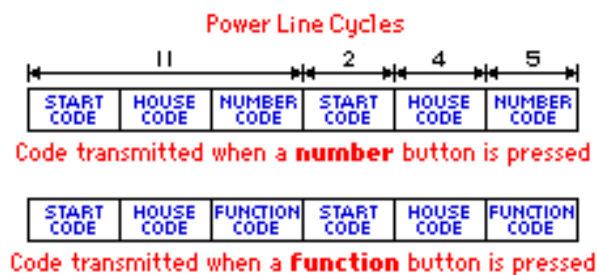 Power Line Cycles
11 2 4 5
START CODE HOUSE CODE NUMBER CODE START CODE HOUSE CODE NUMBER CODE
Code transmitted when a number button is pressed
START CODE HOUSE CODE FUNCTION CODE START CODE HOUSE CODE FUNCTION CODE
Code transmitted when a function button is pressed